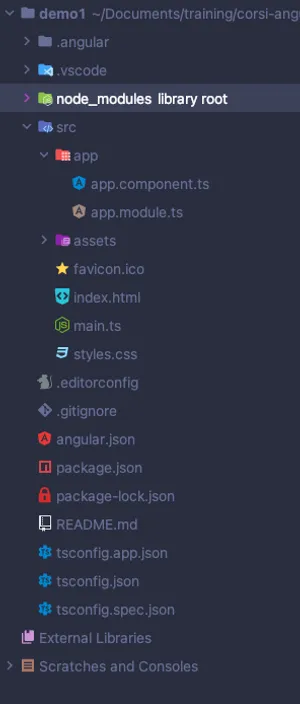 demo1 ~/Documents/training/corsi-ang
.angular
.vscode
node_modules library root
src
app
app.component.ts
app.module.ts
assets
favicon.ico
index.html
main.ts
styles.css
.editorconfig
.gitignore
angular.json
package.json
package-lock.json
README.md
tsconfig.app.json
tsconfig.json
tsconfig.spec.json
External Libraries
Scratches and Consoles